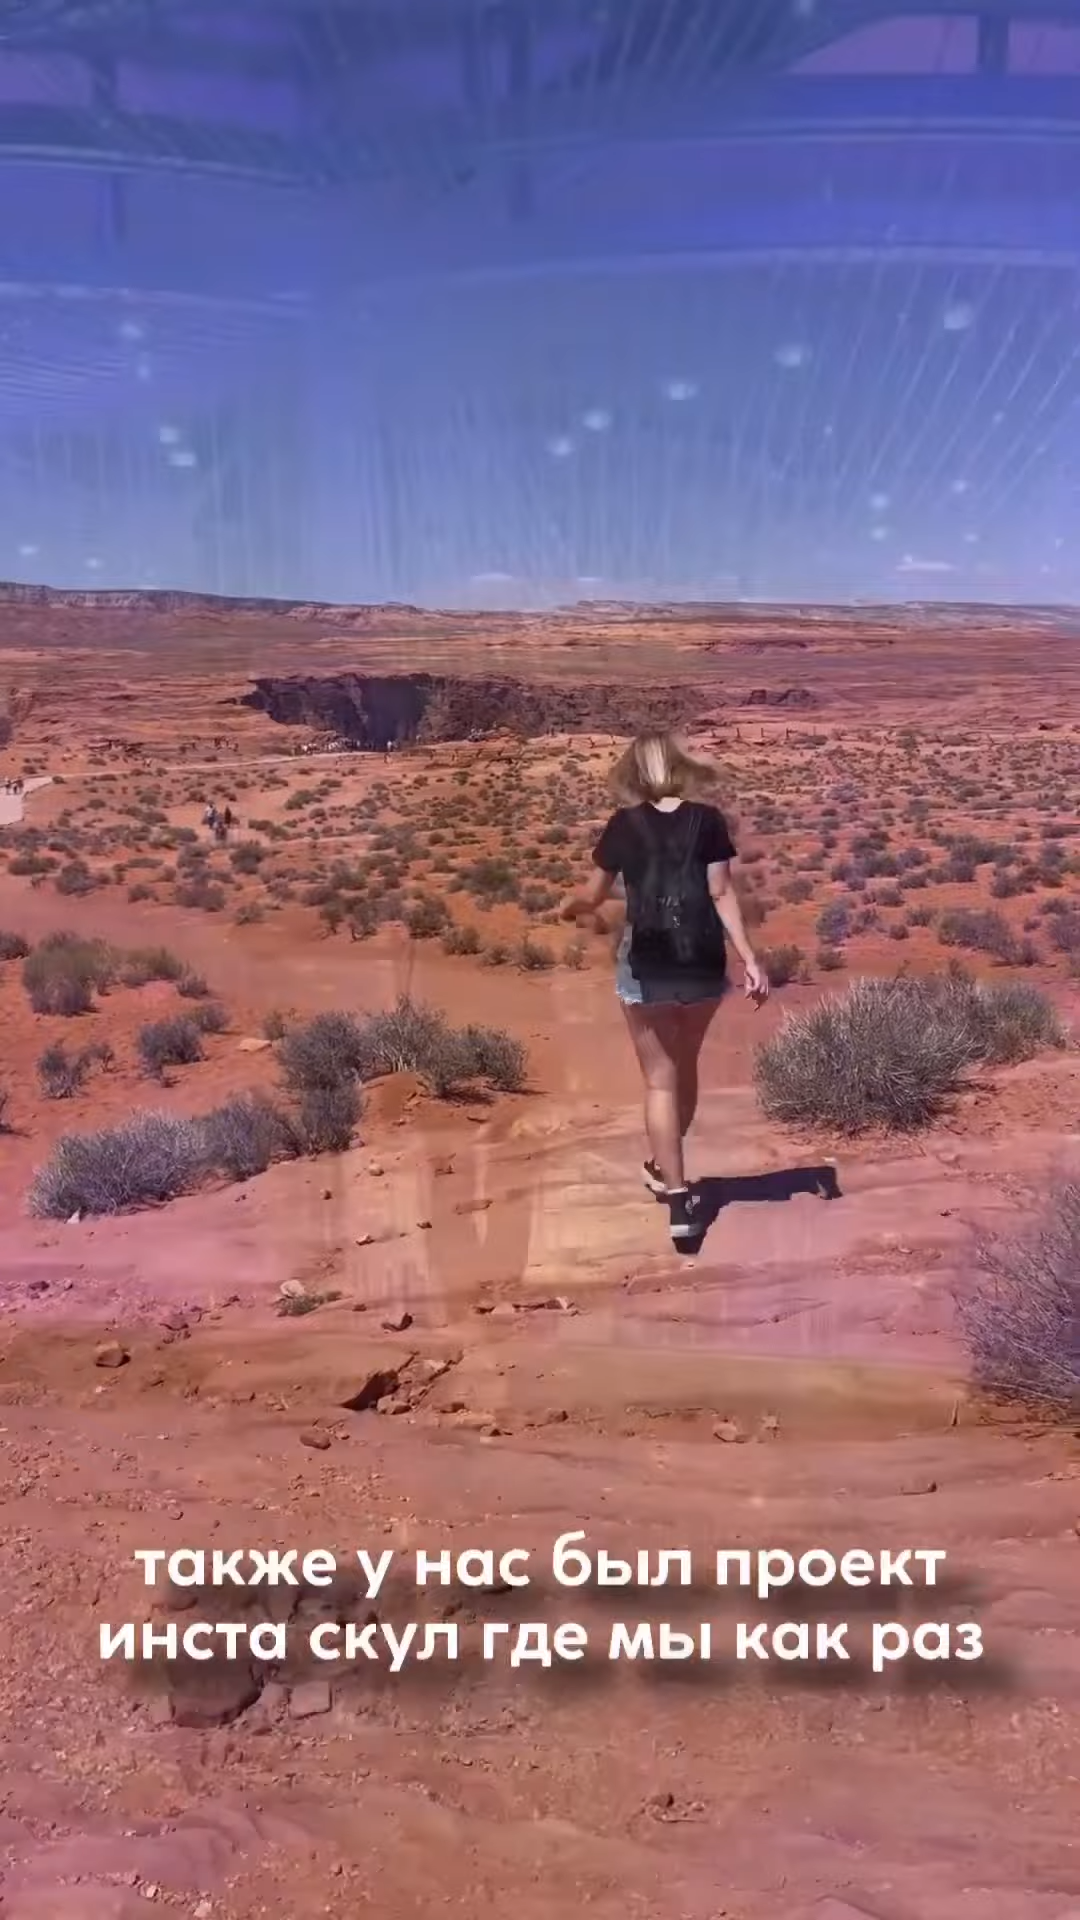 также у нас был проект
инста скул где мы как раз